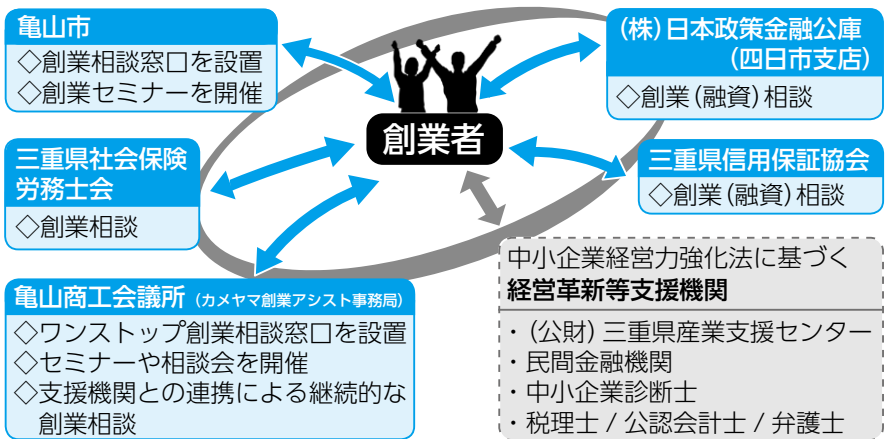 亀山市
◇創業相談窓口を設置
◇創業セミナーを開催
(株)日本政策金融公庫
(四日市支店)
◇創業(融資)相談
創業者
三重県社会保険
労務士会
◇創業相談
三重県信用保証協会
◇創業(融資)相談
亀山商工会議所 (カメヤマ創業アシスト事務局)
◇ワンストップ創業相談窓口を設置
◇セミナーや相談会を開催
◇支援機関との連携による継続的な
創業相談
中小企業経営力強化法に基づく
経営革新等支援機関
・(公財)三重県産業支援センター
・民間金融機関
・中小企業診断士
・税理士 / 公認会計士 / 弁護士